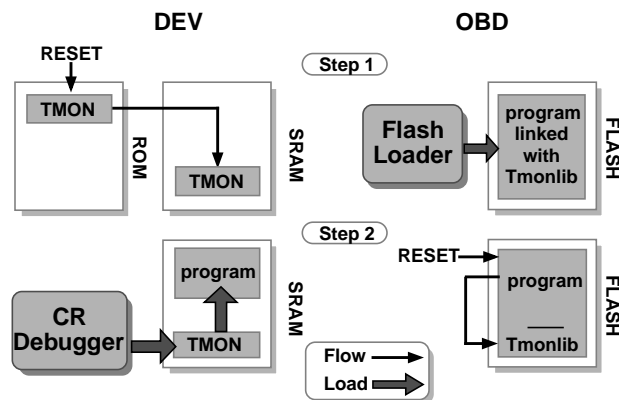 DEV
OBD
RESET
Step 1
TMON
ROM
TMON
SRAM
Flash
Loader
program
linked
with
Tmonlib
FLASH
Step 2
CR
Debugger
program
TMON
SRAM
RESET
program
Tmonlib
FLASH
Flow
Load